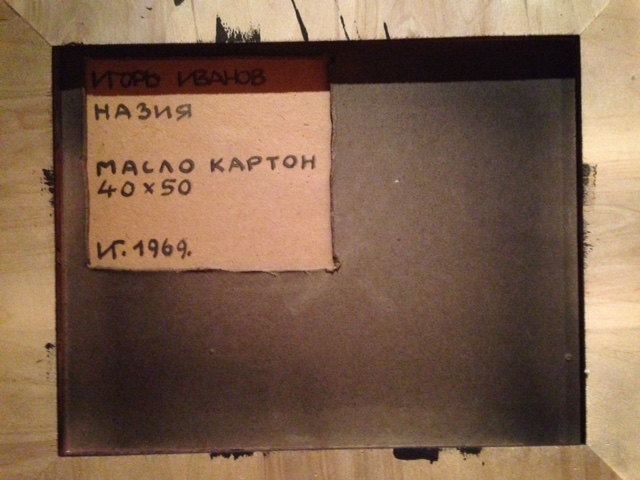 ИГОРЬ ИВАНОВ
НАЗИЯ
МАСЛО КАРТОН
40×50
И. 1969.